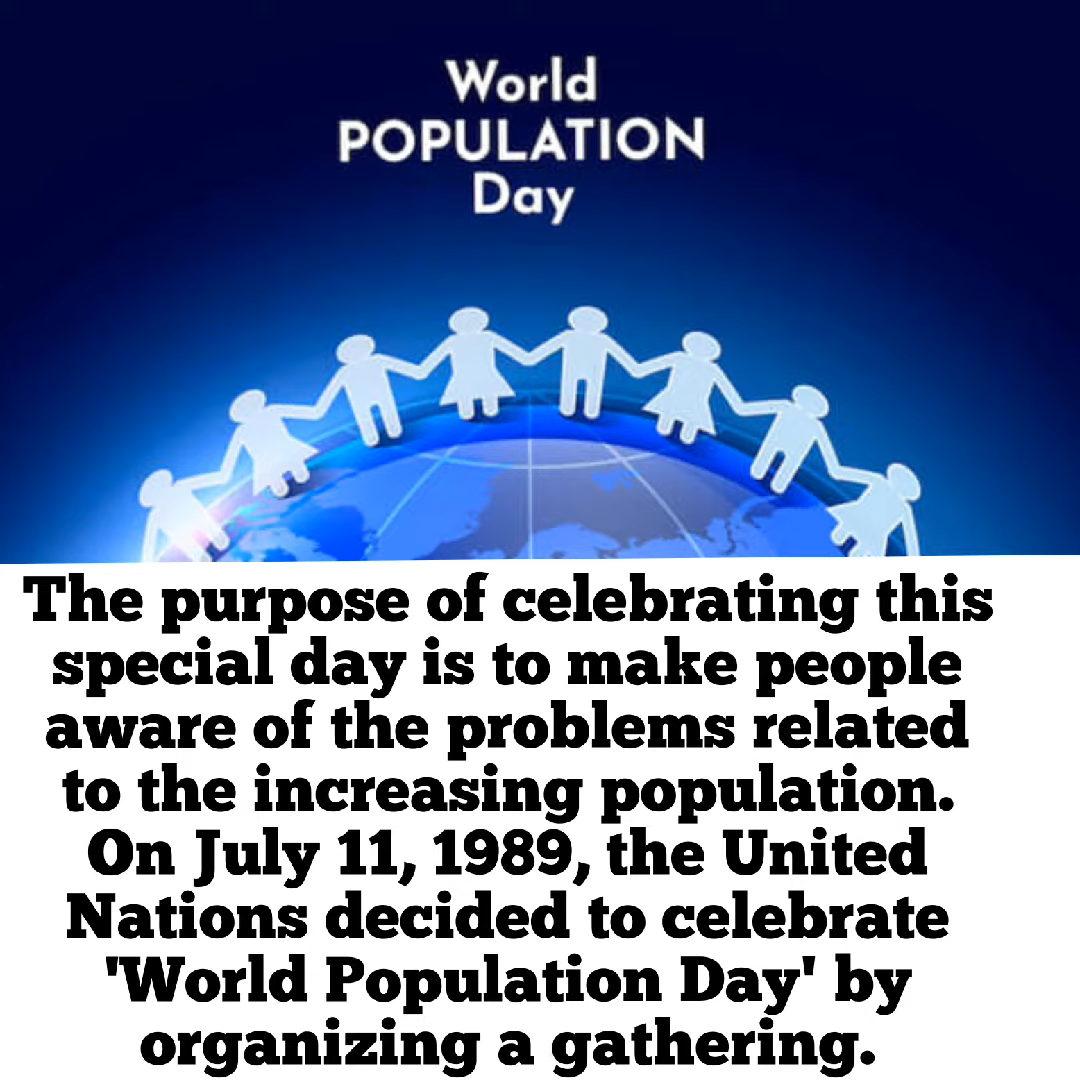 World
POPULATION
Day
The purpose of celebrating this
special day is to make people
aware of the problems related
to the increasing population.
On July 11, 1989, the United
Nations decided to celebrate
'World Population Day' by
organizing a gathering.